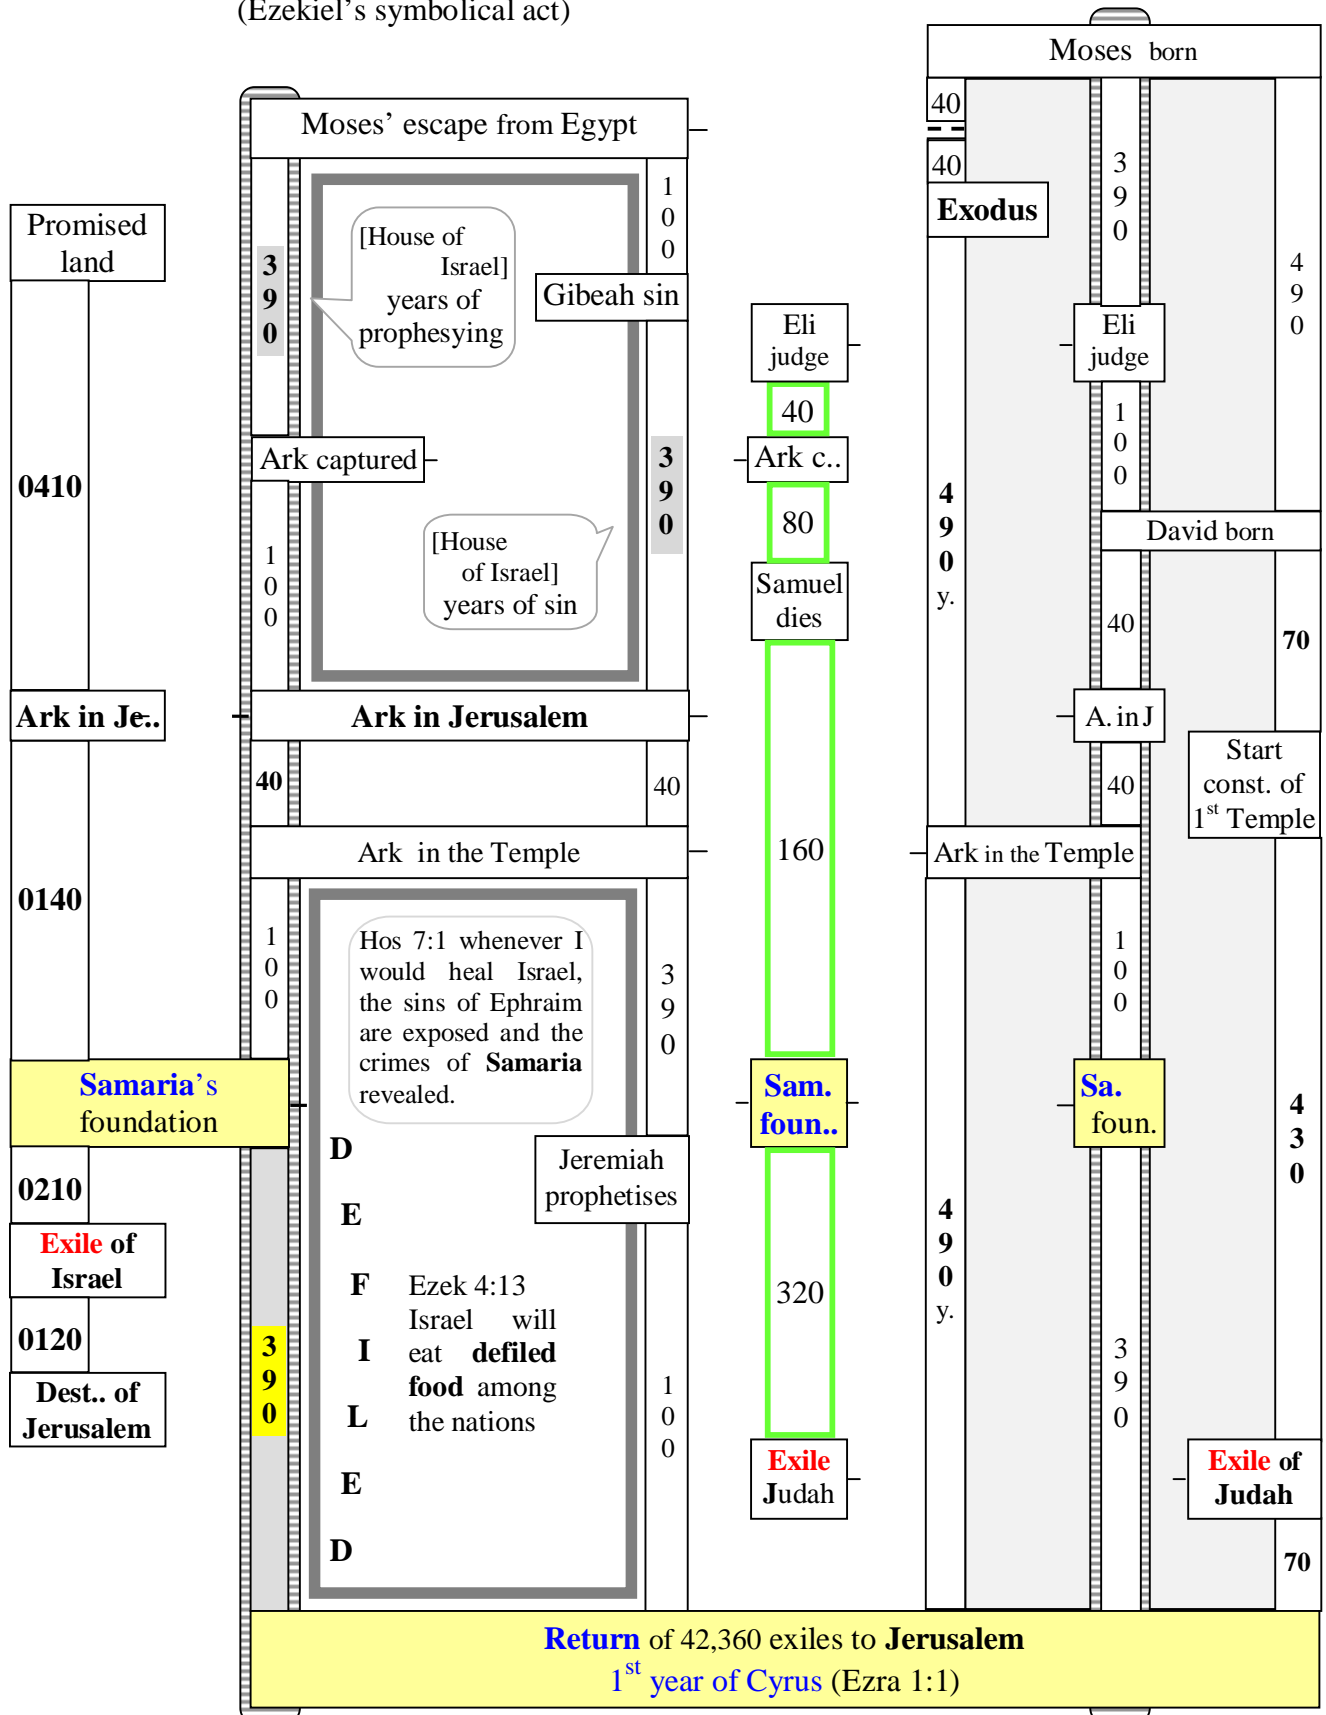 (Ezekiel’s symbolical act)
Promised
land
0410
Ark in Je..
0140
Samaria’s
foundation
0210
Exile of
Israel
0120
Dest.. of
Jerusalem
Moses’ escape from Egypt
3
9
0
[House of
Israel]
years of
prophesying
1
0
0
Gibeah sin
Ark captured
3
9
0
1
0
0
[House
of Israel]
years of sin
Ark in Jerusalem
40
40
Ark in the Temple
1
0
0
Hos 7:1 whenever I
would heal Israel,
the sins of Ephraim
are exposed and the
crimes of Samaria
revealed.
3
9
0
D
E
F
I
L
E
D
Jeremiah
prophetises
Ezek 4:13
Israel will
eat defiled
food among
the nations
3
9
0
1
0
0
Eli
judge
40
Ark c..
80
Samuel
dies
160
Sam.
foun..
320
Exile
Judah
Moses born
40
40
Exodus
4
9
0
y.
Ark in the Temple
4
9
0
y.
3
9
0
Eli
judge
1
0
0
David born
40
A. in J
40
1
0
0
Sa.
foun.
3
9
0
4
9
0
70
Start
const. of
1st Temple
4
3
0
Exile of
Judah
70
Return of 42,360 exiles to Jerusalem
1st year of Cyrus (Ezra 1:1)